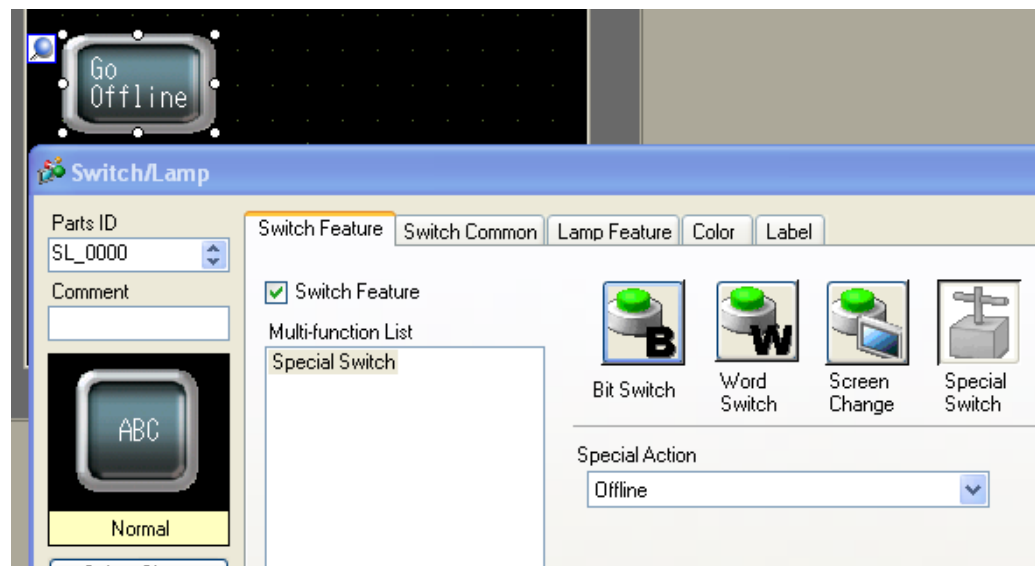 Go
Offline
Switch/Lamp
Parts ID
SL_0000
Comment
Switch Feature
Switch Common
Lamp Feature
Color
Label
Switch Feature
Multi-function List
Special Switch
B
W
Bit Switch
Word
Switch
Screen
Change
Special
Switch
Special Action
Offline
ABC
Normal